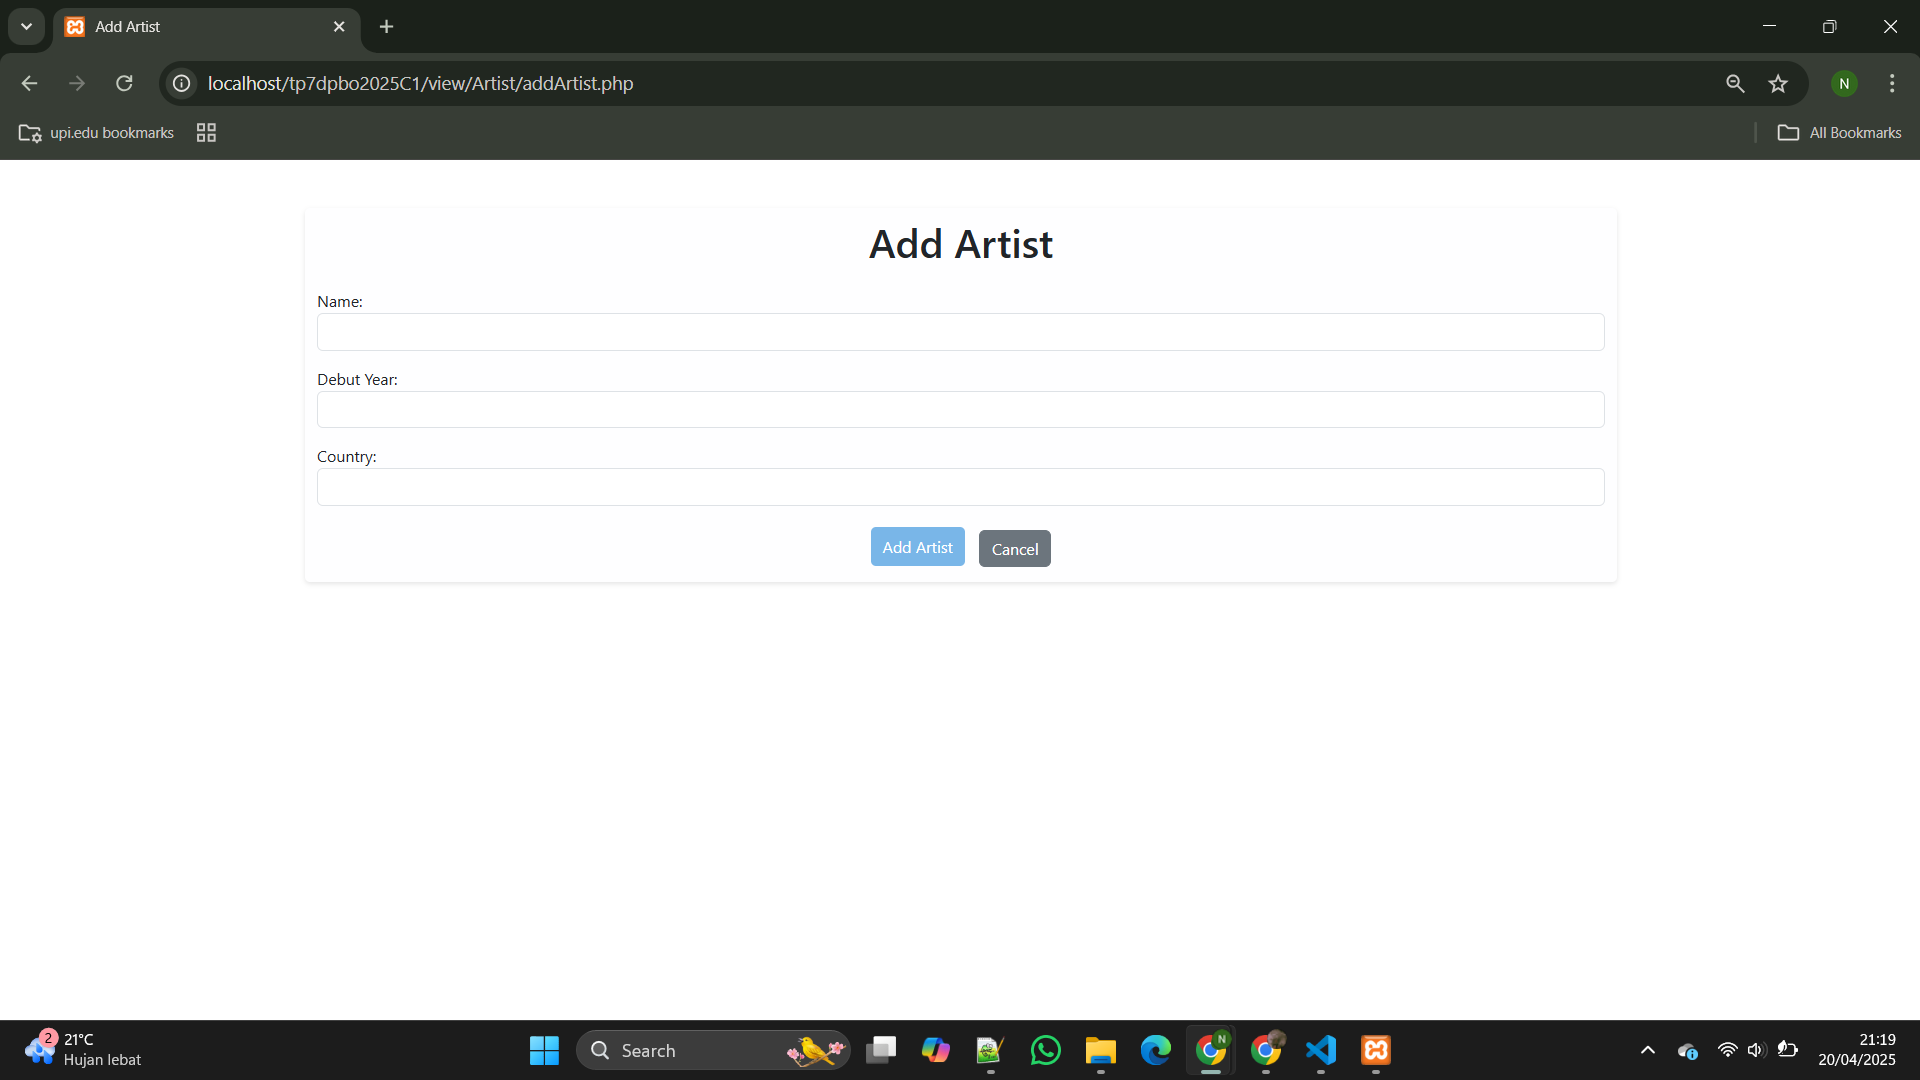 Add Artist
localhost/tp7dpbo2025C1/view/Artist/addArtist.php
N
upi.edu bookmarks
All Bookmarks
Add Artist
Name:
Debut Year:
Country:
Add Artist
Cancel
2
21°C
Hujan lebat
Search
N
21:19
20/04/2025